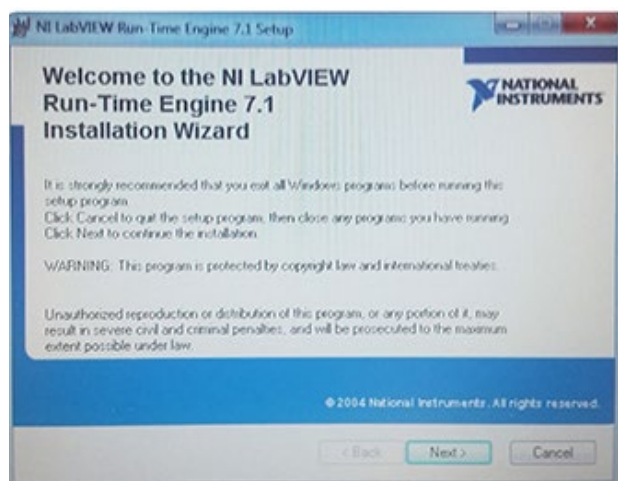 NI LabVIEW Run-Time Engine 7.1 Setup
Welcome to the NI LabVIEW
Run-Time Engine 7.1
Installation Wizard
NATIONAL
INSTRUMENTS
It is strongly recommended that you exit all Windows programs before running this
setup program.
Click Cancel to quit the setup program, then close any programs you have running.
Click Next to continue the installation.
WARNING: This program is protected by copyright law and international treaties.
Unauthorized reproduction or distribution of this program, or any portion of it, may
result in severe civil and criminal penalties, and will be prosecuted to the maximum
extent possible under law.
© 2004 National Instruments. All rights reserved.
< Back Next > Cancel